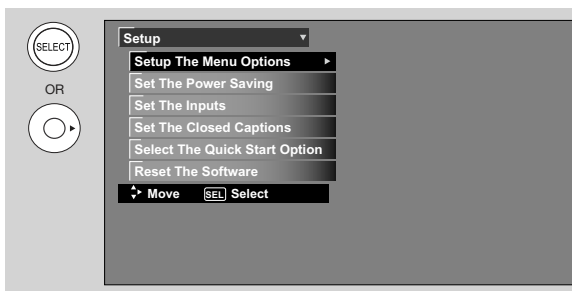 SELECT
OR
Setup
Setup The Menu Options
Set The Power Saving
Set The Inputs
Set The Closed Captions
Select The Quick Start Option
Reset The Software
Move SEL Select